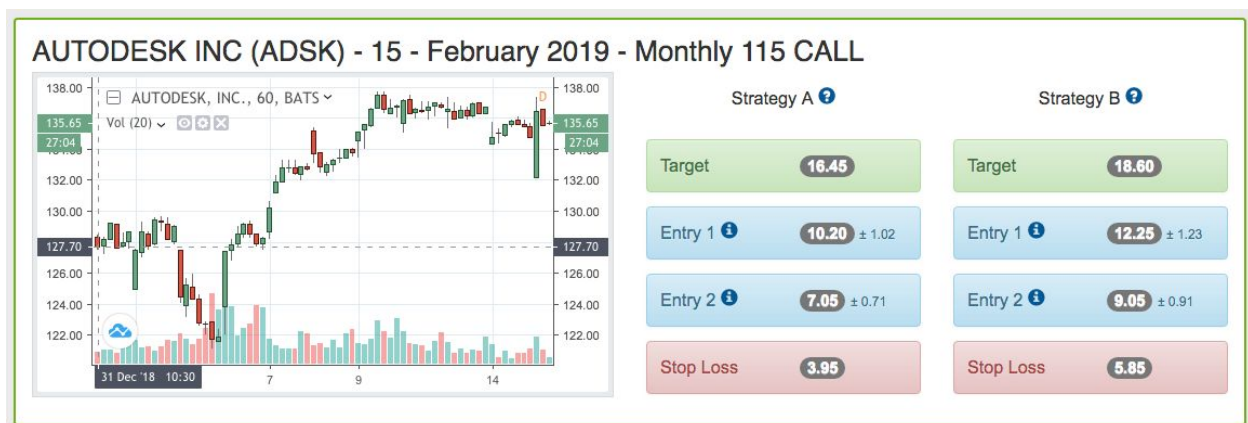 AUTODESK INC (ADSK) - 15 - February 2019 - Monthly 115 CALL
AUTODESK, INC., 60, BATS
Vol (20)
138.00
135.65
27:04
132.00
130.00
127.70
126.00
124.00
122.00
138.00
D
135.65
27:04
132.00
130.00
127.70
126.00
124.00
122.00
31 Dec '18 10:30
7
9
14
Strategy A ?
Target 16.45
Entry 1 i 10.20 ± 1.02
Entry 2 i 7.05 ± 0.71
Stop Loss 3.95
Strategy B ?
Target 18.60
Entry 1 i 12.25 ± 1.23
Entry 2 i 9.05 ± 0.91
Stop Loss 5.85